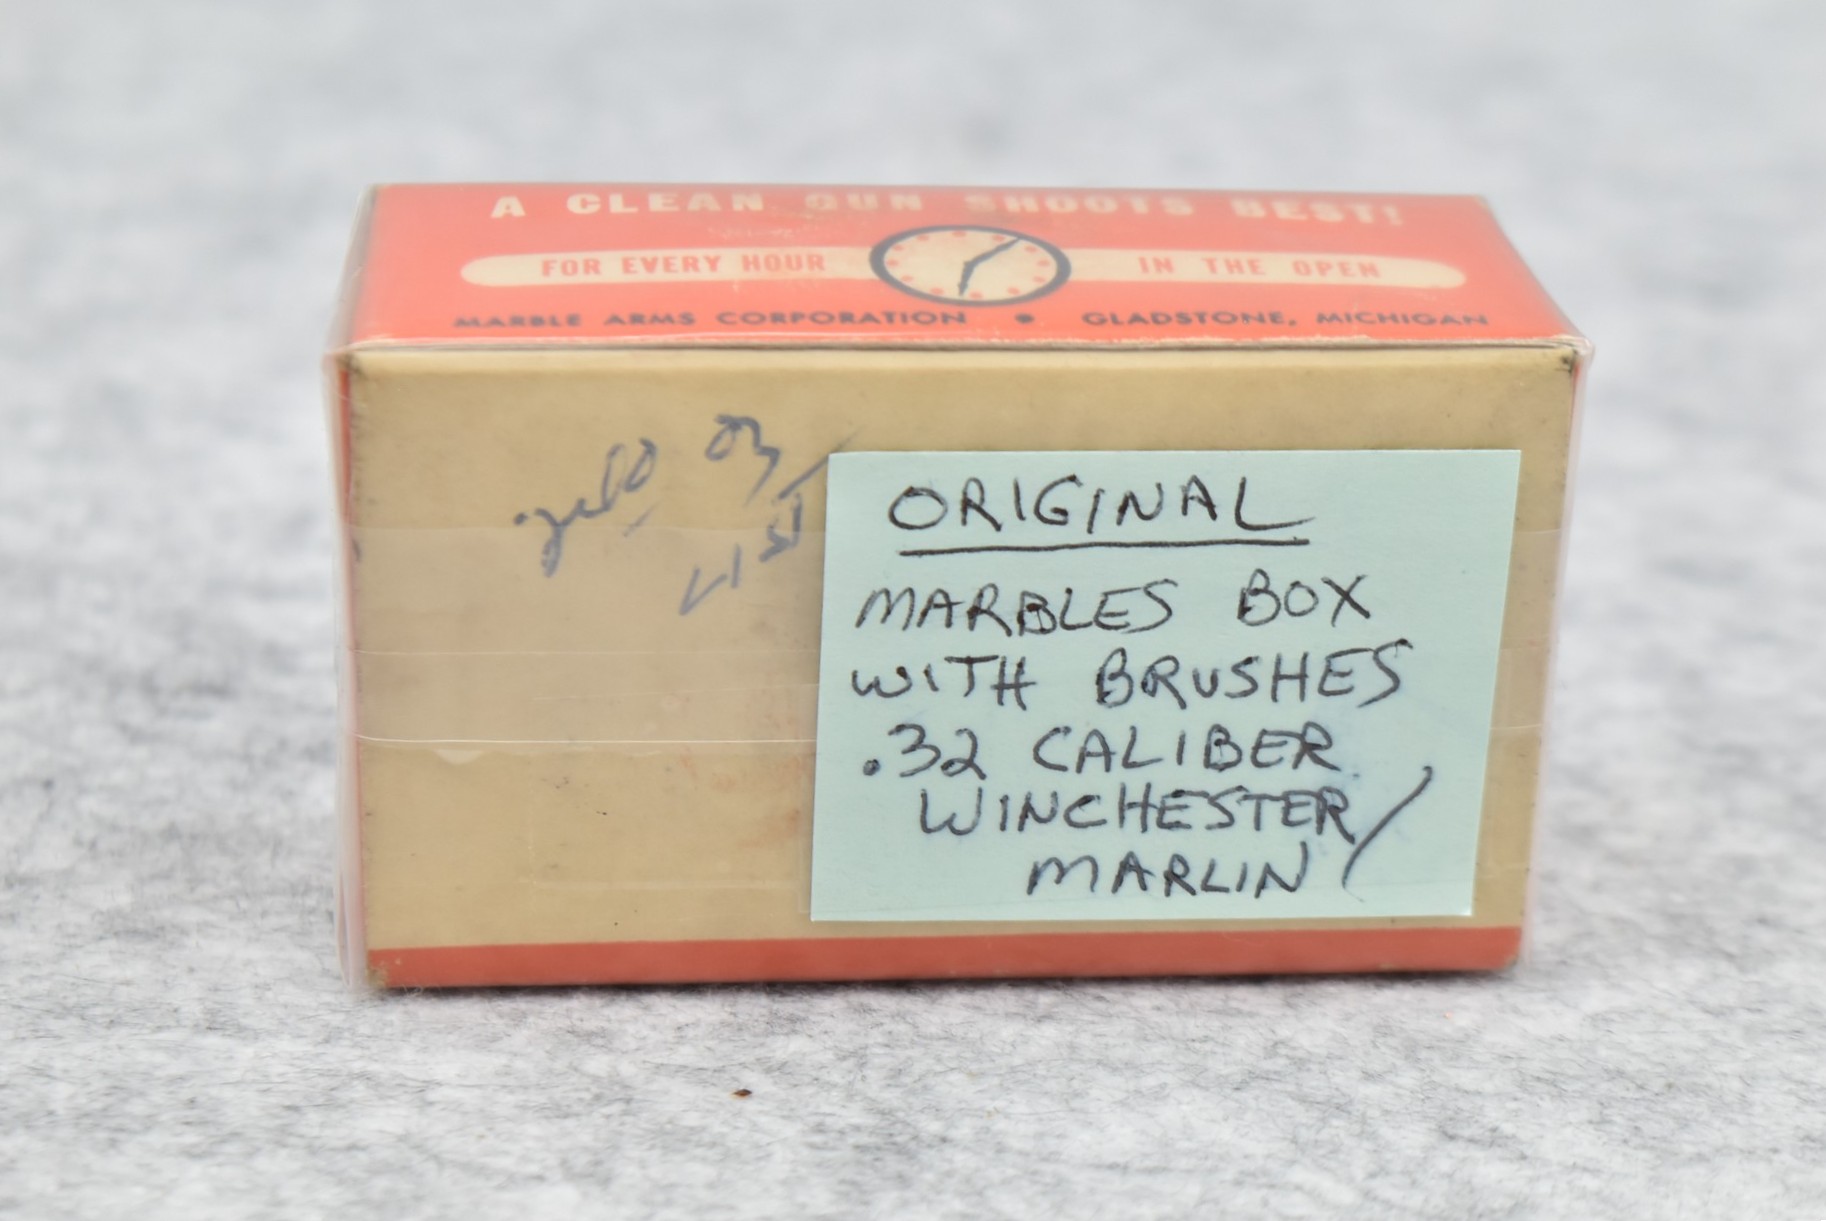 A CLEAN GUN SHOOTS BEST!
FOR EVERY HOUR IN THE OPEN
MARBLE ARMS CORPORATION • GLADSTONE, MICHIGAN
LIST
ORIGINAL
MARBLES BOX
WITH BRUSHES
.32 CALIBER
WINCHESTER/
MARLIN